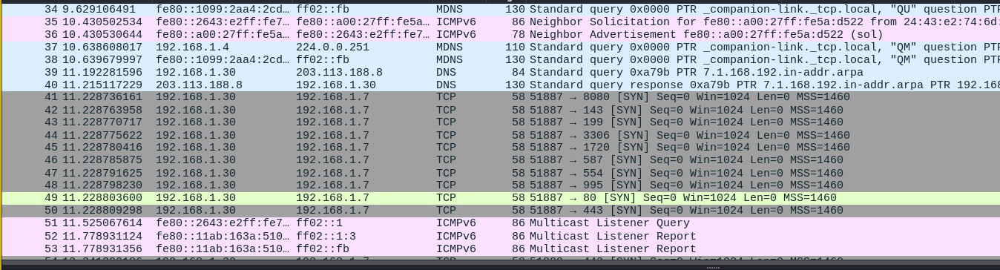 34 9.629106491 fe80::1099:2aa4:2cd… ff02::fb MDNS 130 Standard query 0x0000 PTR _companion-link._tcp.local, "QU" question PTR
35 10.430502534 fe80::2643:e2ff:fe7… fe80::a00:27ff:fe5a… ICMPv6 86 Neighbor Solicitation for fe80::a00:27ff:fe5a:d522 from 24:43:e2:74:6d:
36 10.430530644 fe80::a00:27ff:fe5a… fe80::2643:e2ff:fe7… ICMPv6 78 Neighbor Advertisement fe80::a00:27ff:fe5a:d522 (sol)
37 10.638608017 192.168.1.4 224.0.0.251 MDNS 110 Standard query 0x0000 PTR _companion-link._tcp.local, "QM" question PTR
38 10.639679997 fe80::1099:2aa4:2cd… ff02::fb MDNS 130 Standard query 0x0000 PTR _companion-link._tcp.local, "QM" question PTR
39 11.192281596 192.168.1.30 203.113.188.8 DNS 84 Standard query 0xa79b PTR 7.1.168.192.in-addr.arpa
40 11.215117229 203.113.188.8 192.168.1.30 DNS 130 Standard query response 0xa79b PTR 7.1.168.192.in-addr.arpa PTR 192.168
41 11.228736161 192.168.1.30 192.168.1.7 TCP 58 51887 → 8080 [SYN] Seq=0 Win=1024 Len=0 MSS=1460
42 11.228763958 192.168.1.30 192.168.1.7 TCP 58 51887 → 143 [SYN] Seq=0 Win=1024 Len=0 MSS=1460
43 11.228770717 192.168.1.30 192.168.1.7 TCP 58 51887 → 199 [SYN] Seq=0 Win=1024 Len=0 MSS=1460
44 11.228775622 192.168.1.30 192.168.1.7 TCP 58 51887 → 3306 [SYN] Seq=0 Win=1024 Len=0 MSS=1460
45 11.228780416 192.168.1.30 192.168.1.7 TCP 58 51887 → 1720 [SYN] Seq=0 Win=1024 Len=0 MSS=1460
46 11.228785875 192.168.1.30 192.168.1.7 TCP 58 51887 → 587 [SYN] Seq=0 Win=1024 Len=0 MSS=1460
47 11.228791625 192.168.1.30 192.168.1.7 TCP 58 51887 → 554 [SYN] Seq=0 Win=1024 Len=0 MSS=1460
48 11.228798230 192.168.1.30 192.168.1.7 TCP 58 51887 → 995 [SYN] Seq=0 Win=1024 Len=0 MSS=1460
49 11.228803600 192.168.1.30 192.168.1.7 TCP 58 51887 → 80 [SYN] Seq=0 Win=1024 Len=0 MSS=1460
50 11.228809298 192.168.1.30 192.168.1.7 TCP 58 51887 → 443 [SYN] Seq=0 Win=1024 Len=0 MSS=1460
51 11.525067614 fe80::2643:e2ff:fe7… ff02::1 ICMPv6 86 Multicast Listener Query
52 11.778931124 fe80::11ab:163a:510… ff02::1:3 ICMPv6 86 Multicast Listener Report
53 11.778931356 fe80::11ab:163a:510… ff02::fb ICMPv6 86 Multicast Listener Report